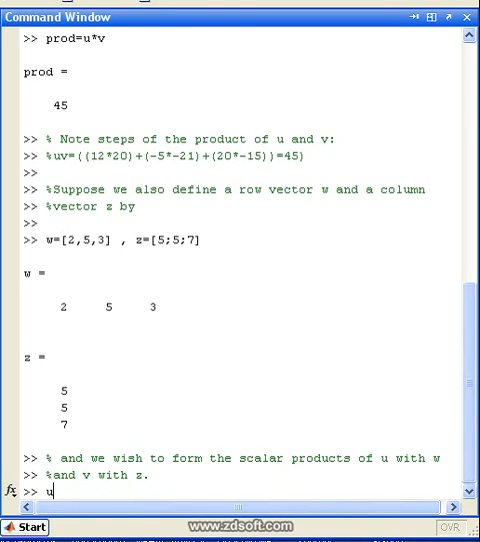 Command Window
>> prod=u*v
prod =
45
>> % Note steps of the product of u and v:
>> %uv=((12*20)+(-5*-21)+(20*-15))=45)
>>
>> %Suppose we also define a row vector w and a column
>> %vector z by
>>
>> w=[2,5,3] , z=[5;5;7]
w =
2 5 3
z =
5
5
7
>> % and we wish to form the scalar products of u with w
>> %and v with z.
fx >> u
Start www.zdsoft.com OVR